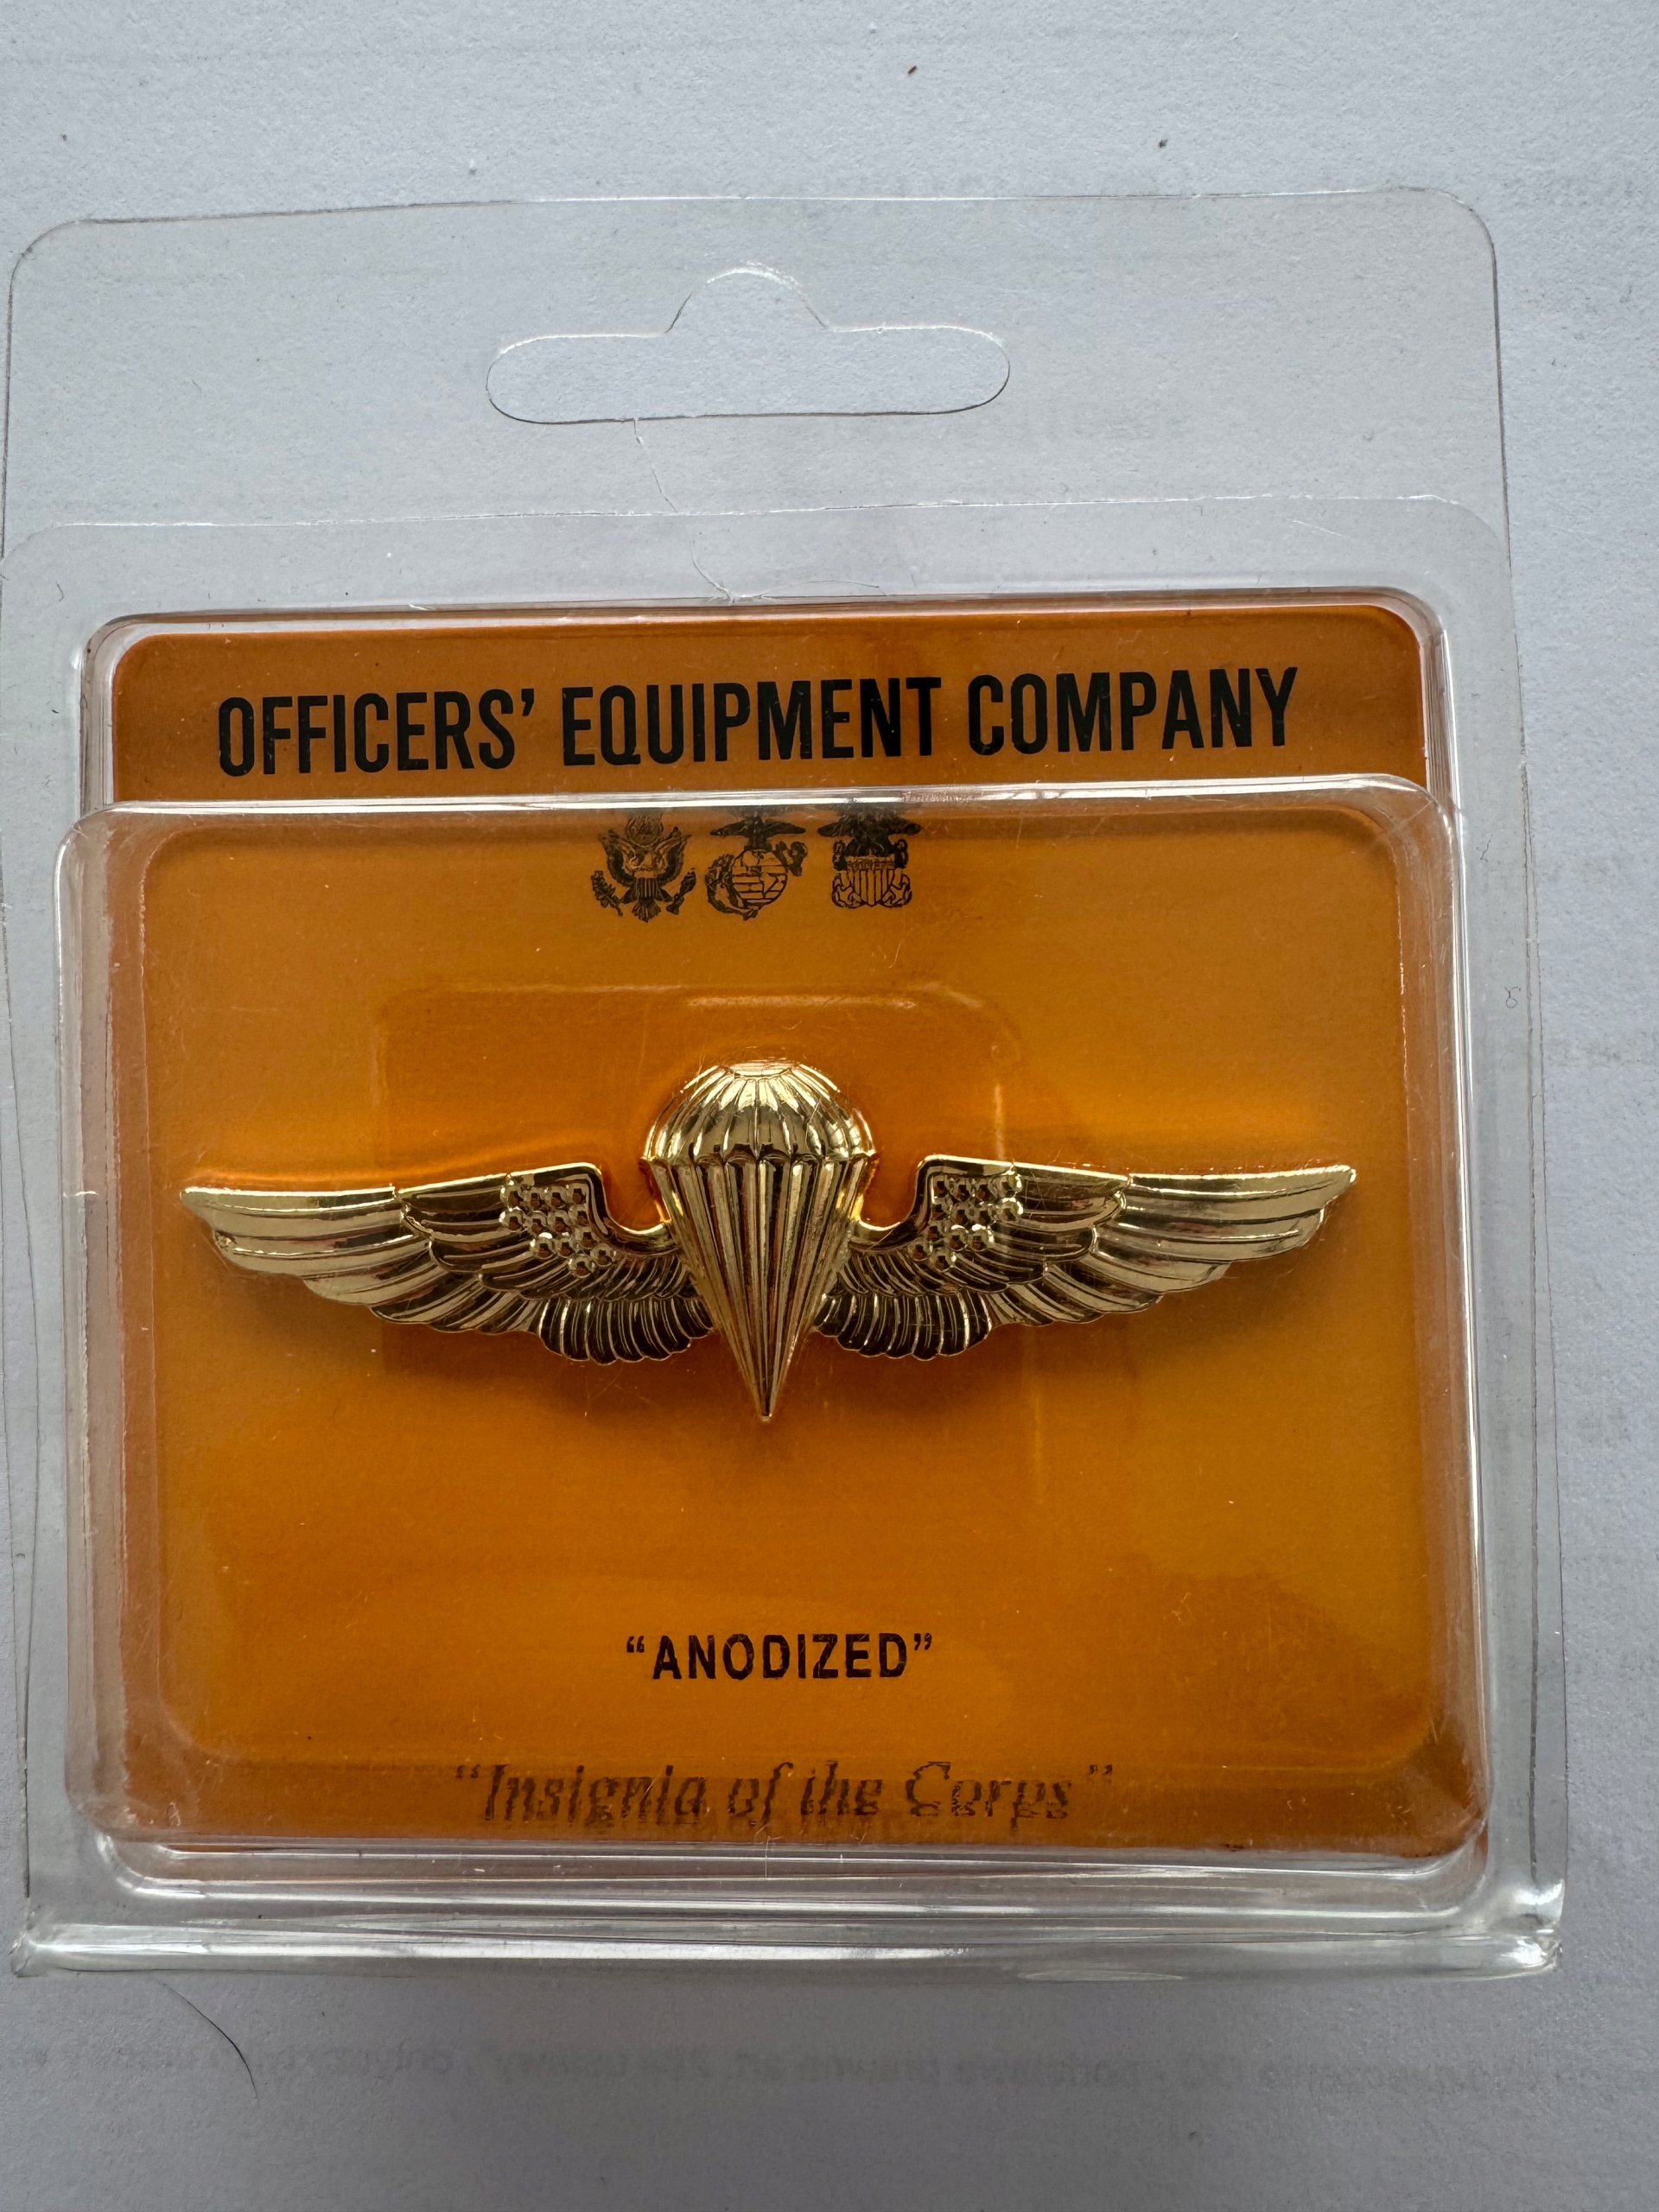 OFFICERS’ EQUIPMENT COMPANY
“ANODIZED”
“Insignia of the Corps”